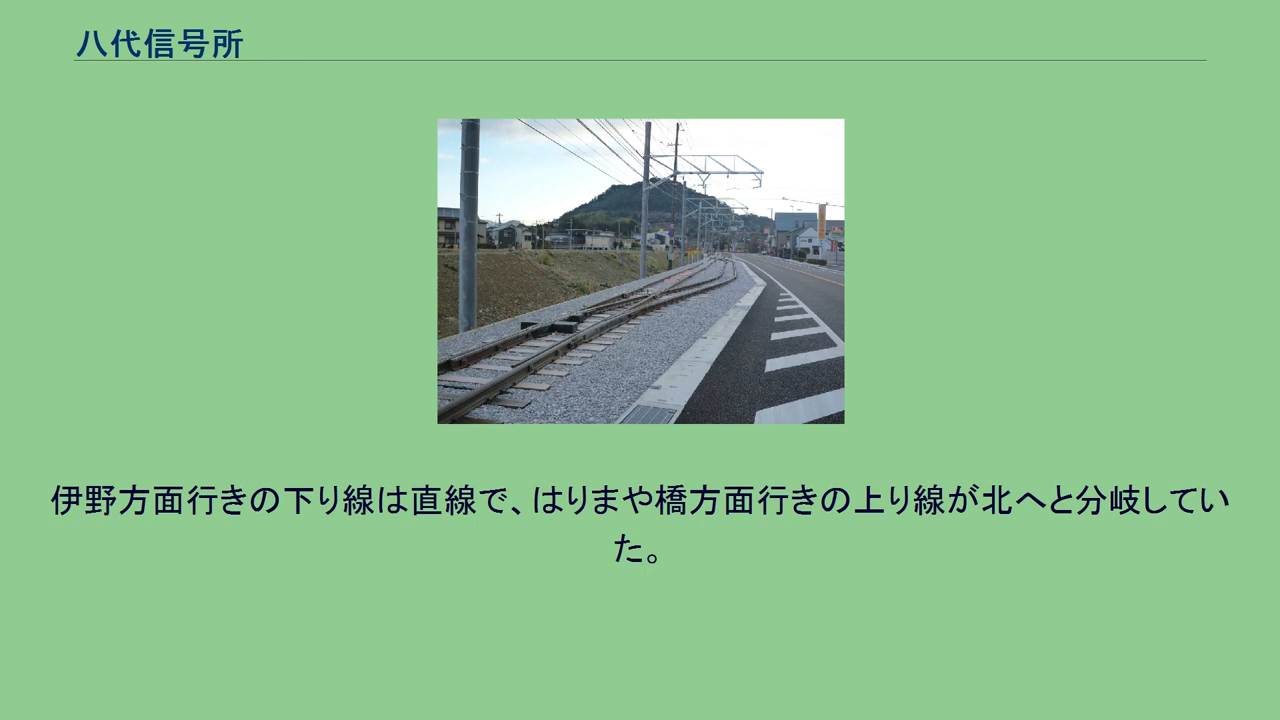 八代信号所
伊野方面行きの下り線は直線で、はりまや橋方面行きの上り線が北へと分岐してい
た。